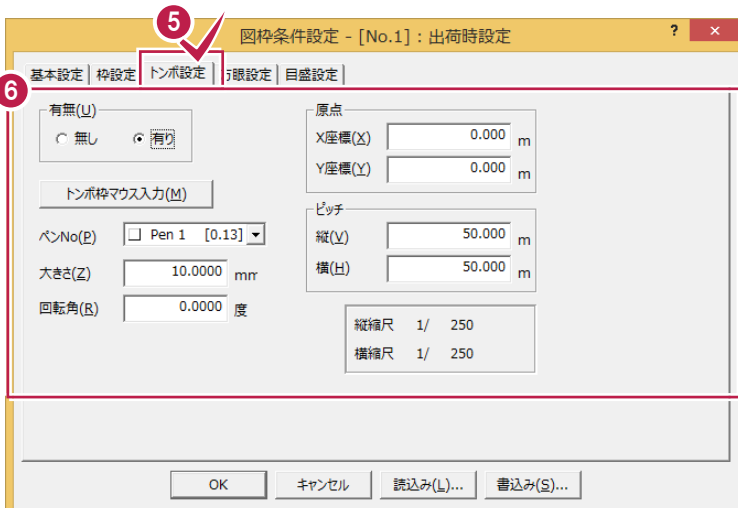 5
図枠条件設定 - [No.1] : 出荷時設定 ? ×
基本設定 枠設定 トンボ設定 方眼設定 目盛設定
6
有無(U)
無し 有り
トンボ枠マウス入力(M)
ペンNo(P) Pen 1 [0.13]
大きさ(Z) 10.0000 mm
回転角(R) 0.0000 度
原点
X座標(X) 0.000 m
Y座標(Y) 0.000 m
ピッチ
縦(V) 50.000 m
横(H) 50.000 m
縦縮尺 1/ 250
横縮尺 1/ 250
OK キャンセル 読込み(L)... 書込み(S)...